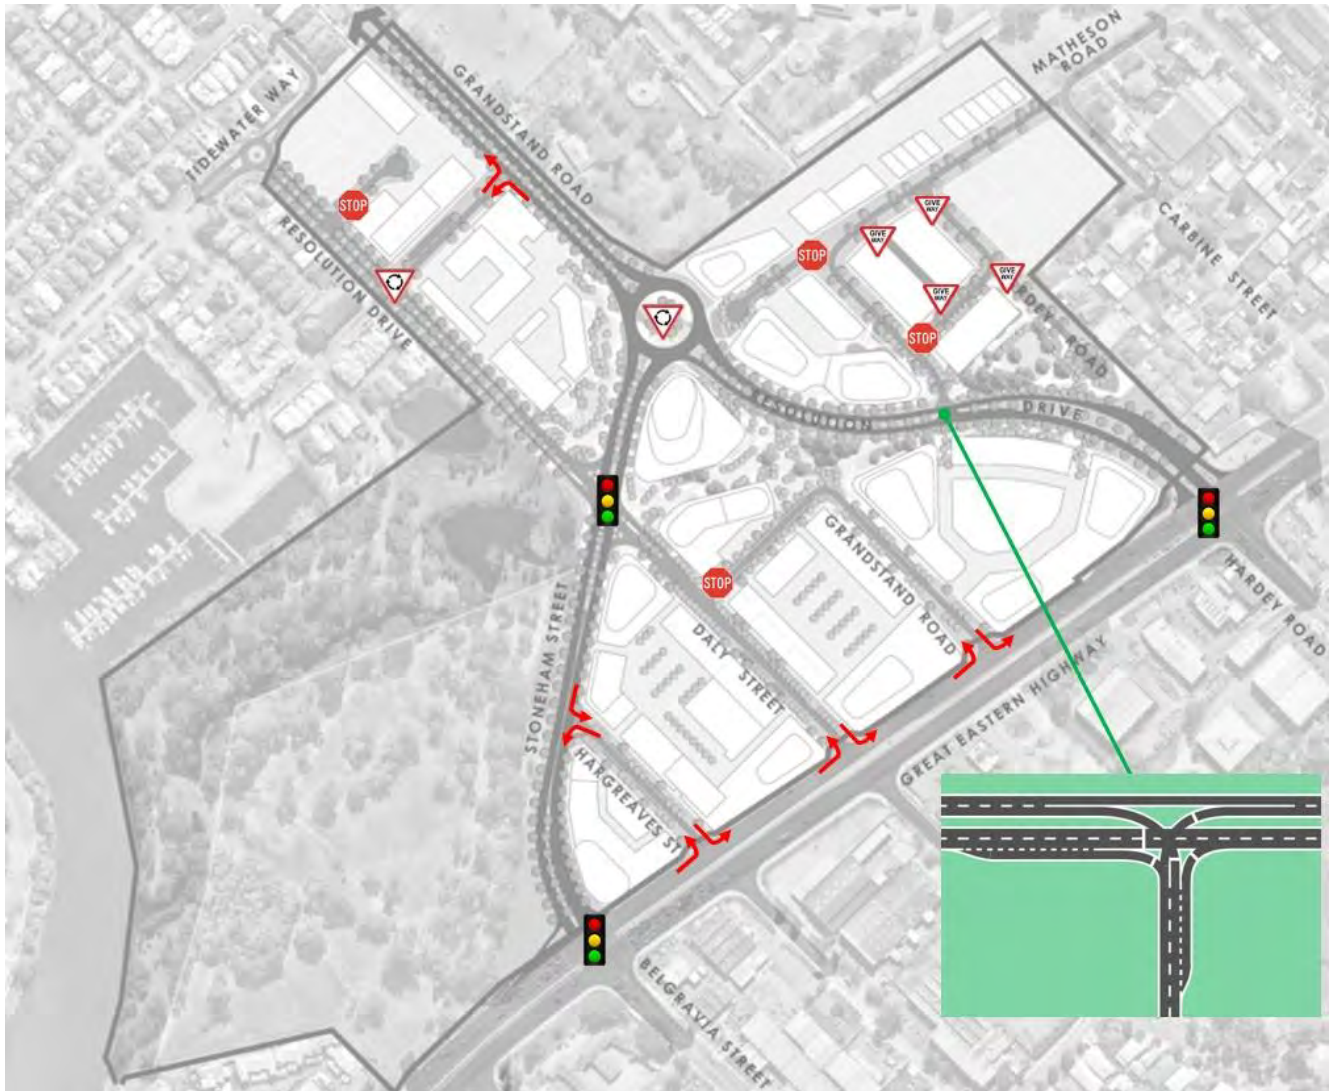 MATHESON
ROAD
GRANDSTAND ROAD
TIDEWATER WAY
STOP
GIVE
WAY
GIVE
WAY
STOP
CARBINE STREET
RESOLUTION DRIVE
GIVE
WAY
GIVE
WAY
RDEY ROAD
STOP
RESOLUTION DRIVE
GRANDSTAND ROAD
STOP
HARDEY ROAD
DALY STREET
STONEHAM STREET
GREAT EASTERN HIGHWAY
HARGREAVES ST
BELGRAVIA STREET